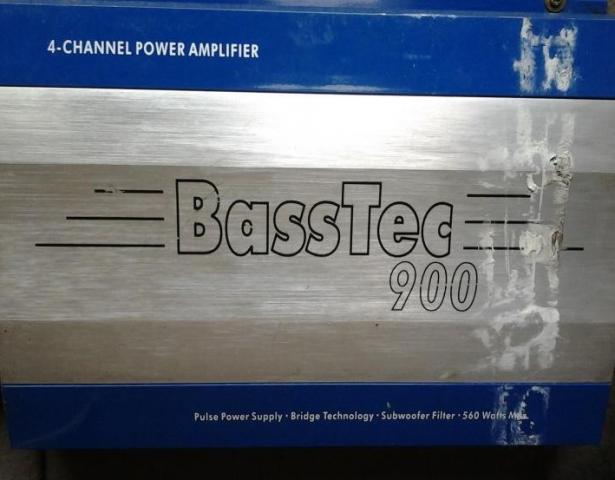 4-CHANNEL POWER AMPLIFIER
BassTec
900
Pulse Power Supply · Bridge Technology · Subwoofer Filter · 560 Watts Max